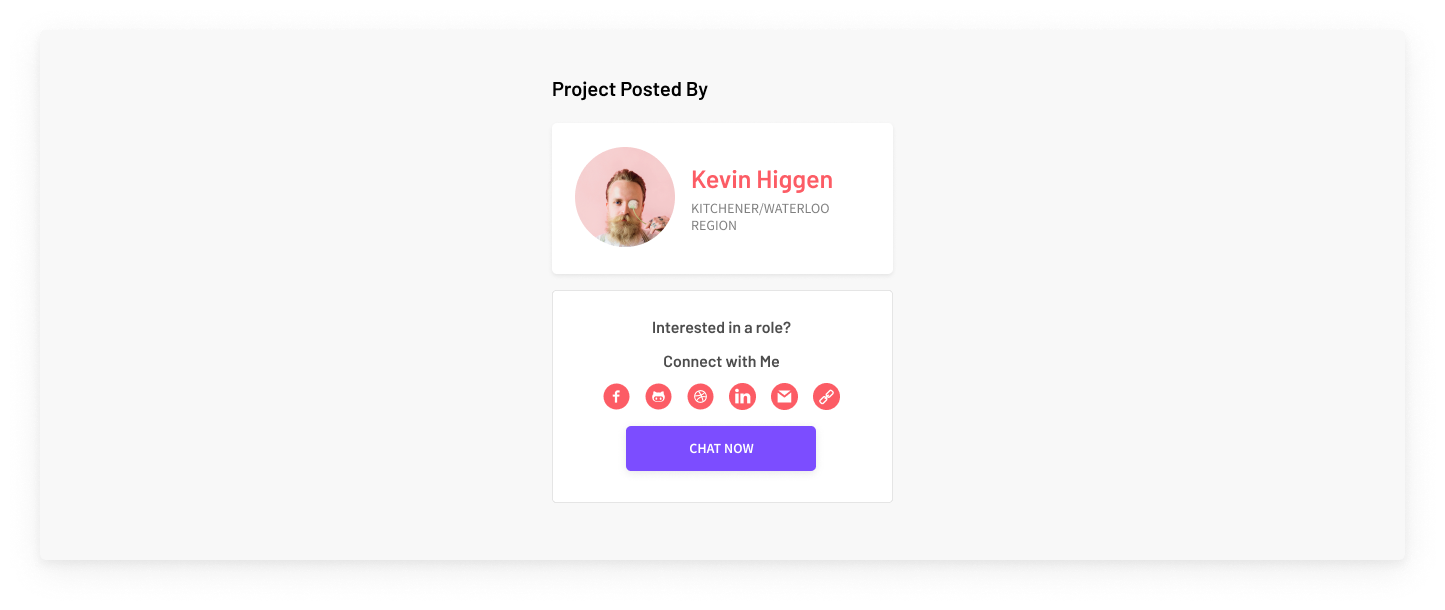 Project Posted By
Kevin Higgen
KITCHENER/WATERLOO
REGION
Interested in a role?
Connect with Me
CHAT NOW